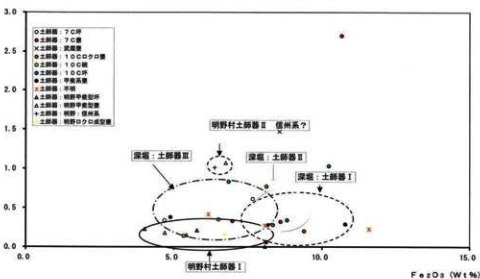 3.0
2.5
2.0
1.5
1.0
0.5
0.0
土師器:7C坏
土師器:7C甕
土師器:武蔵甕
土師器:10Cロクロ甕
土師器:10C鉢
土師器:10C坏
土師器:甲斐系甕
土師器:不明
土師器:明野甲斐型坏
土師器:明野甲斐型甕
土師器:明野:信州系
土師器:明野ロクロ成型甕
明野村土師器Ⅱ 信州系?
深堀:土師器Ⅲ
深堀:土師器Ⅱ
深堀:土師器Ⅰ
明野村土師器Ⅰ
0.0
5.0
10.0
15.0
Fe2O3(Wt%)